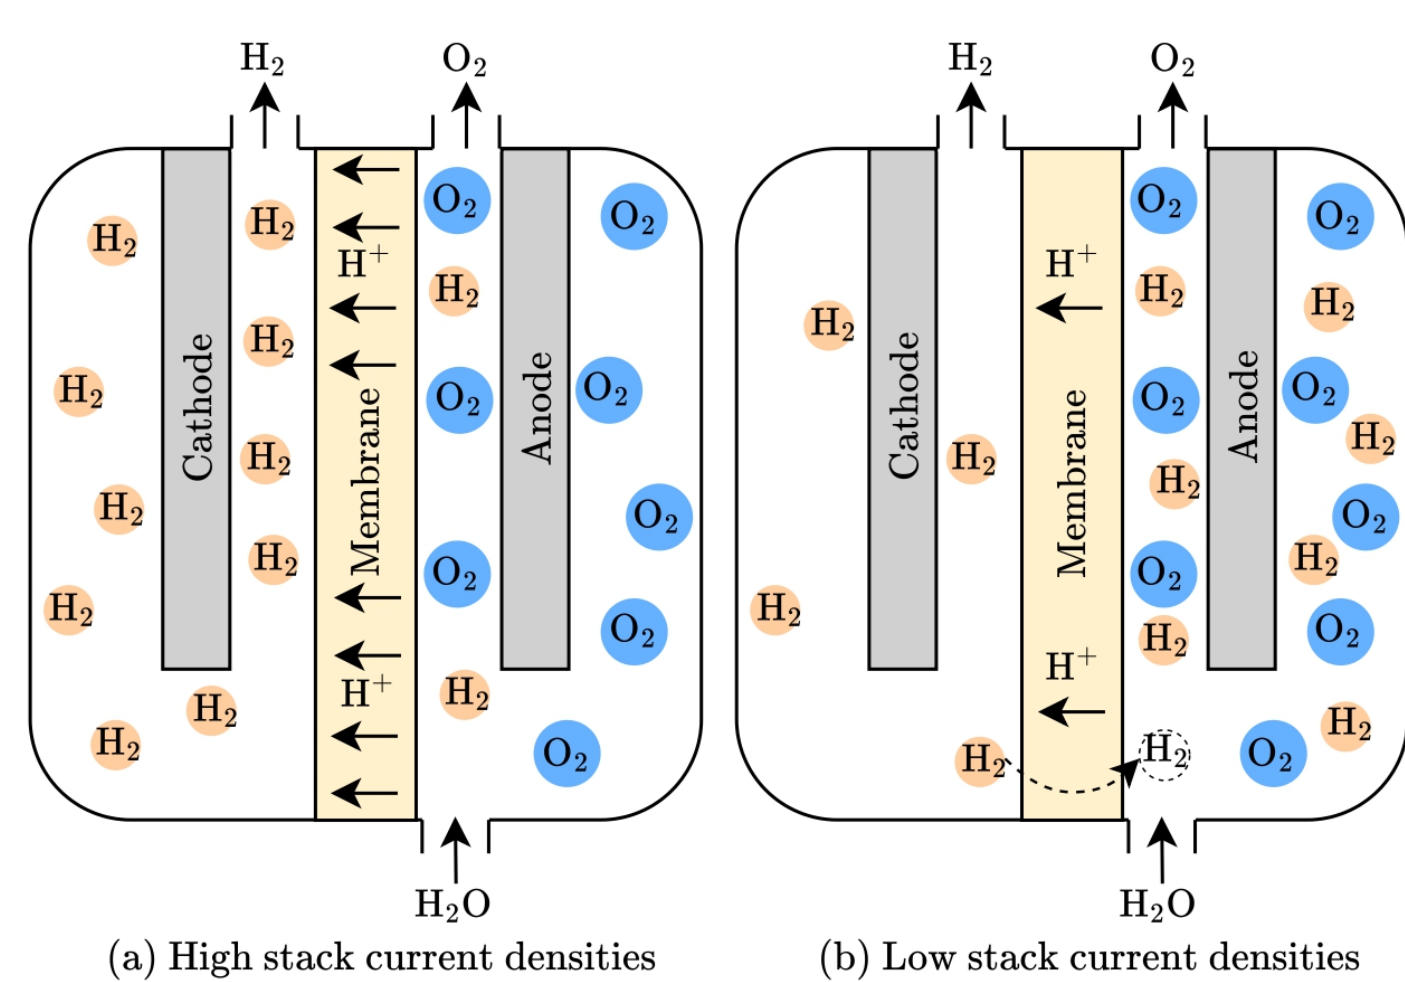 H₂
O₂
H₂
O₂
O₂
O₂
O₂
O₂
H₂
H₂
H⁺
H₂
H⁺
H₂
H₂
H₂
H₂
H₂
Cathode
Membrane
Anode
O₂
O₂
Cathode
Membrane
Anode
O₂
O₂
H₂
H₂
H₂
H₂
O₂
O₂
H₂
H₂
O₂
O₂
H₂
H₂
O₂
H₂
O₂
H₂
O₂
H⁺
H₂
H₂
H⁺
H₂
H₂
O₂
H₂
H₂
O₂
H₂
H₂O
H₂O
(a) High stack current densities
(b) Low stack current densities